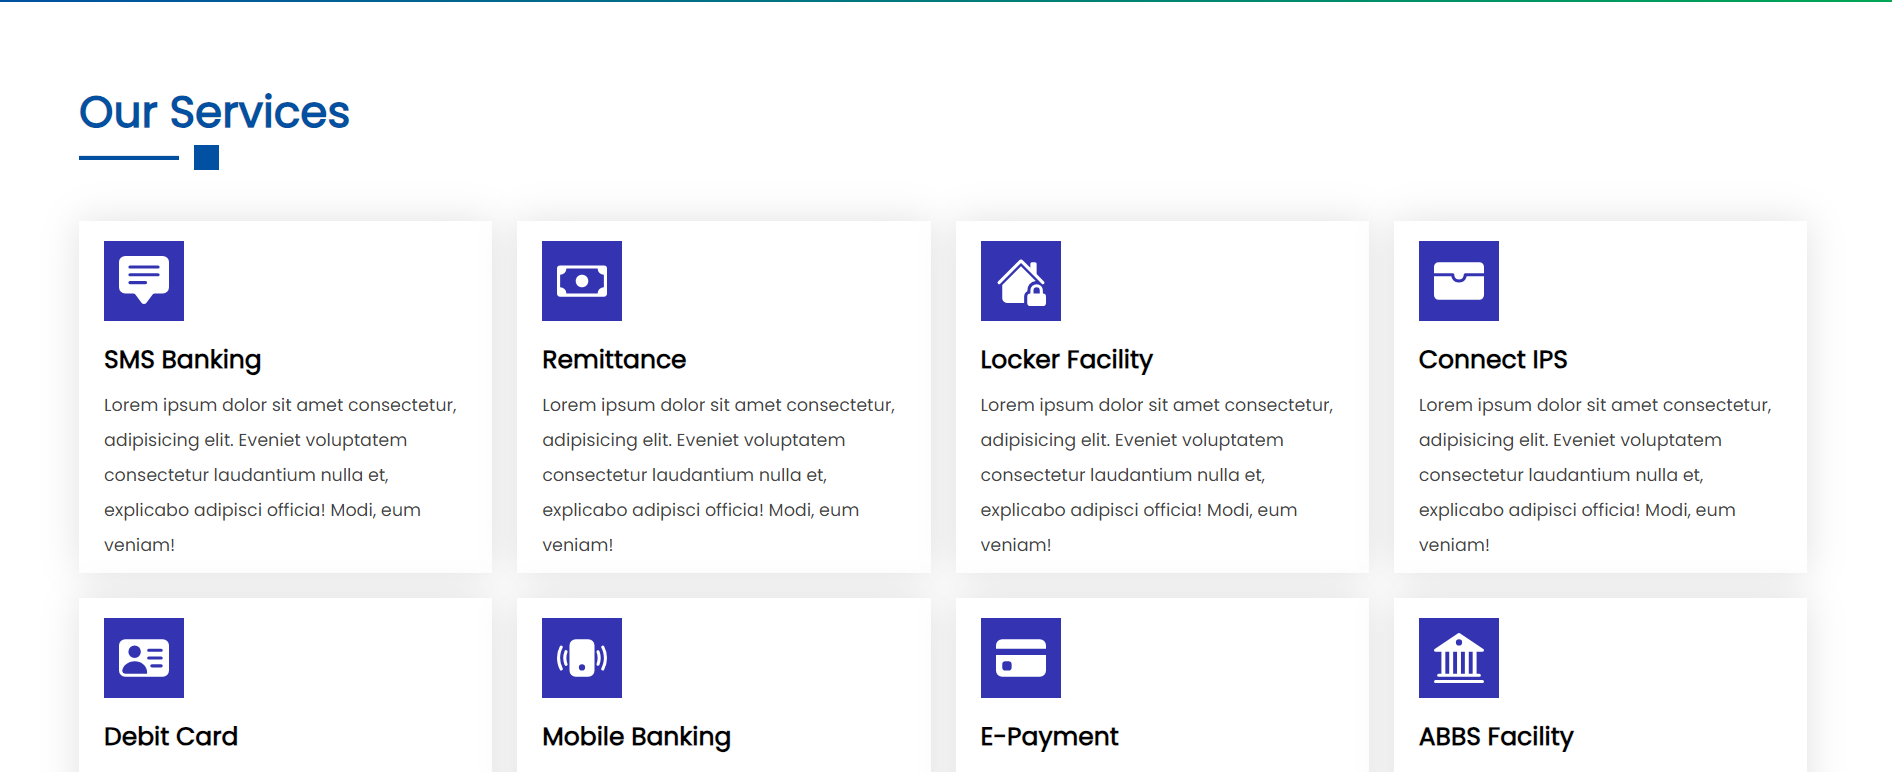 Our Services
SMS Banking
Lorem ipsum dolor sit amet consectetur,
adipisicing elit. Eveniet voluptatem
consectetur laudantium nulla et,
explicabo adipisci officia! Modi, eum
veniam!
Remittance
Lorem ipsum dolor sit amet consectetur,
adipisicing elit. Eveniet voluptatem
consectetur laudantium nulla et,
explicabo adipisci officia! Modi, eum
veniam!
Locker Facility
Lorem ipsum dolor sit amet consectetur,
adipisicing elit. Eveniet voluptatem
consectetur laudantium nulla et,
explicabo adipisci officia! Modi, eum
veniam!
Connect IPS
Lorem ipsum dolor sit amet consectetur,
adipisicing elit. Eveniet voluptatem
consectetur laudantium nulla et,
explicabo adipisci officia! Modi, eum
veniam!
Debit Card
Mobile Banking
E-Payment
ABBS Facility